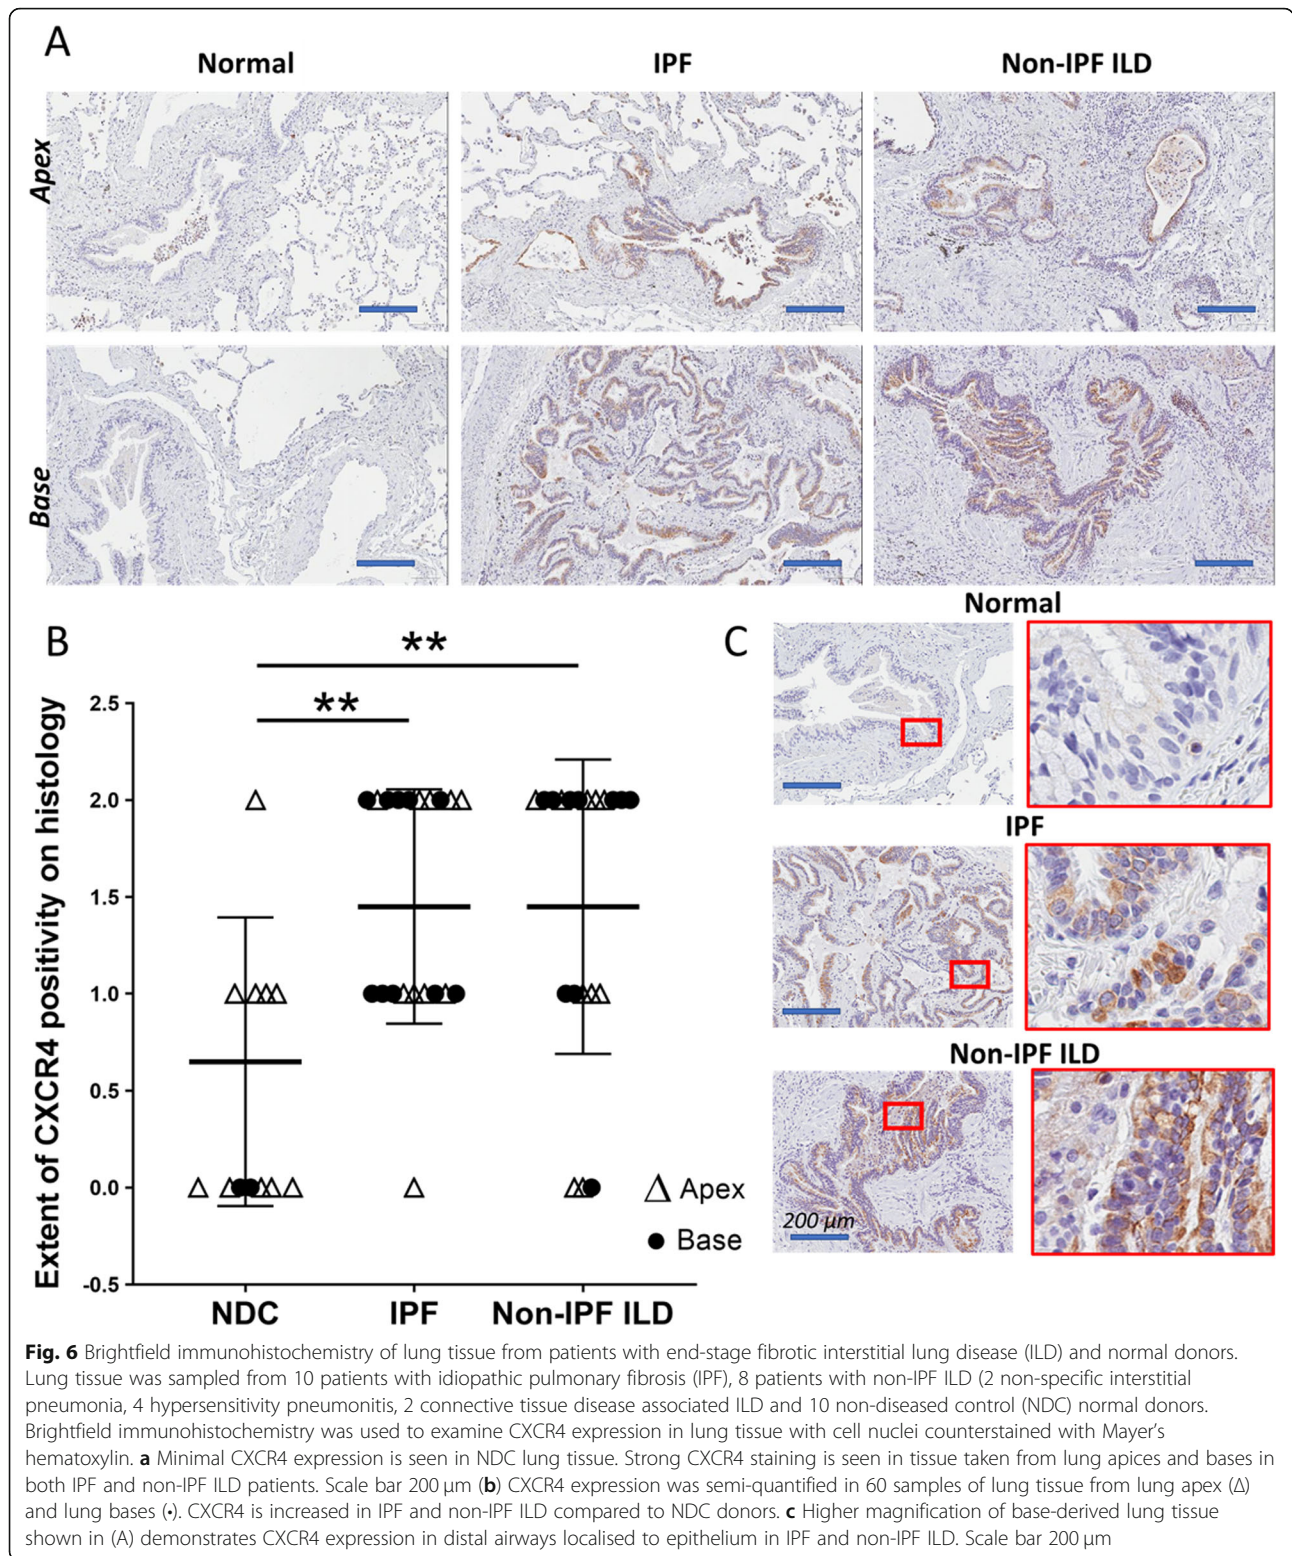 A
Normal
IPF
Non-IPF ILD
Apex
Base
B
**
**
Extent of CXCR4 positivity on histology
2.5
2.0
1.5
1.0
0.5
0.0
-0.5
NDC
IPF
Non-IPF ILD
Apex
Base
C
Normal
IPF
Non-IPF ILD
200 µm
Fig. 6 Brightfield immunohistochemistry of lung tissue from patients with end-stage fibrotic interstitial lung disease (ILD) and normal donors.
Lung tissue was sampled from 10 patients with idiopathic pulmonary fibrosis (IPF), 8 patients with non-IPF ILD (2 non-specific interstitial
pneumonia, 4 hypersensitivity pneumonitis, 2 connective tissue disease associated ILD and 10 non-diseased control (NDC) normal donors.
Brightfield immunohistochemistry was used to examine CXCR4 expression in lung tissue with cell nuclei counterstained with Mayer's
hematoxylin. a Minimal CXCR4 expression is seen in NDC lung tissue. Strong CXCR4 staining is seen in tissue taken from lung apices and bases in
both IPF and non-IPF ILD patients. Scale bar 200 µm (b) CXCR4 expression was semi-quantified in 60 samples of lung tissue from lung apex (Δ)
and lung bases (•). CXCR4 is increased in IPF and non-IPF ILD compared to NDC donors. c Higher magnification of base-derived lung tissue
shown in (A) demonstrates CXCR4 expression in distal airways localised to epithelium in IPF and non-IPF ILD. Scale bar 200 µm